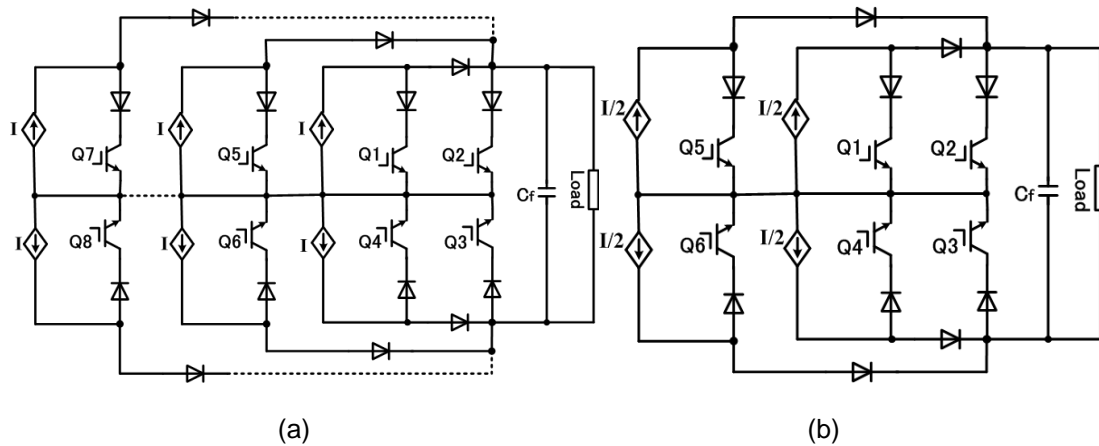 I I I
Q7 Q5 Q1 Q2
I I I
Q8 Q6 Q4 Q3
Cf Load
I/2 I/2
Q5 Q1 Q2
I/2 I/2
Q6 Q4 Q3
Cf Load
(a) (b)